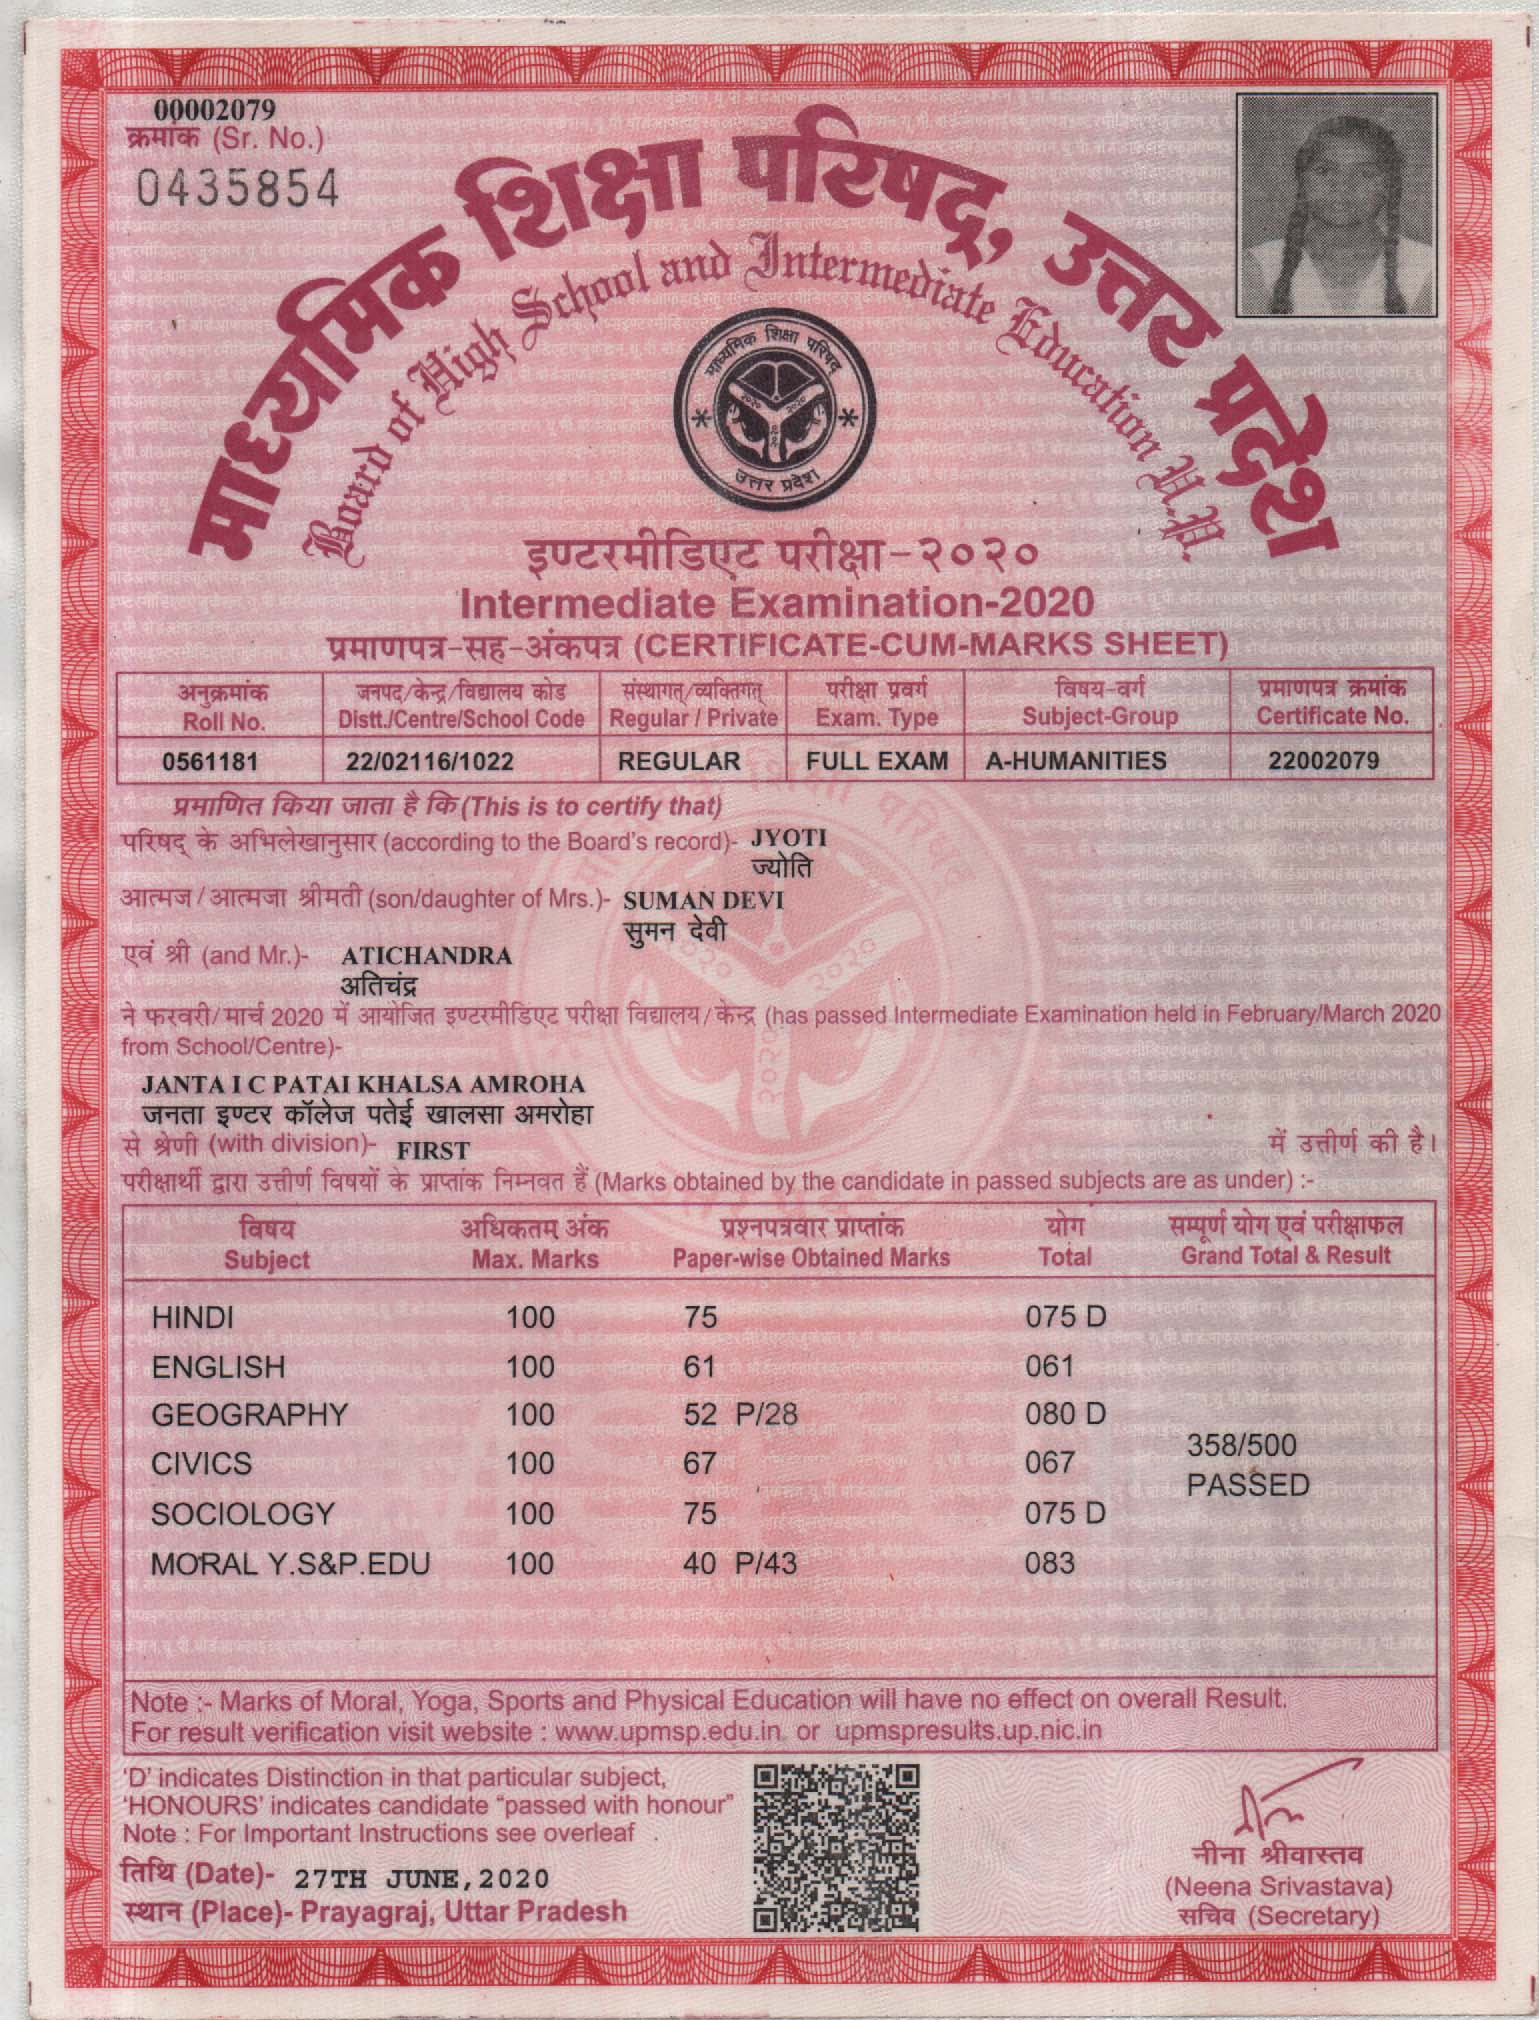 00002079
क्रमांक (Sr. No.)
0435854
माध्यमिक शिक्षा परिषद्, उत्तर प्रदेश
Board of High School and Intermediate Education U.P.
माध्यमिक शिक्षा परिषद्
उत्तर प्रदेश
इण्टरमीडिएट परीक्षा-२०२०
Intermediate Examination-2020
प्रमाणपत्र-सह-अंकपत्र (CERTIFICATE-CUM-MARKS SHEET)
अनुक्रमांक जनपद/केन्द्र/विद्यालय कोड संस्थागत्/व्यक्तिगत् परीक्षा प्रवर्ग विषय-वर्ग प्रमाणपत्र क्रमांक
Roll No. Distt./Centre/School Code Regular / Private Exam. Type Subject-Group Certificate No.
0561181 22/02116/1022 REGULAR FULL EXAM A-HUMANITIES 22002079
प्रमाणित किया जाता है कि (This is to certify that)
परिषद् के अभिलेखानुसार (according to the Board's record)- JYOTI
ज्योति
आत्मज/आत्मजा श्रीमती (son/daughter of Mrs.)- SUMAN DEVI
सुमन देवी
एवं श्री (and Mr.)- ATICHANDRA
अतिचंद्र
ने फरवरी/मार्च 2020 में आयोजित इण्टरमीडिएट परीक्षा विद्यालय/केन्द्र (has passed Intermediate Examination held in February/March 2020
from School/Centre)-
JANTA I C PATAI KHALSA AMROHA
जनता इण्टर कॉलेज पतेई खालसा अमरोहा
से श्रेणी (with division)- FIRST में उत्तीर्ण की है।
परीक्षार्थी द्वारा उत्तीर्ण विषयों के प्राप्तांक निम्नवत हैं (Marks obtained by the candidate in passed subjects are as under) :-
विषय अधिकतम् अंक प्रश्नपत्रवार प्राप्तांक योग सम्पूर्ण योग एवं परीक्षाफल
Subject Max. Marks Paper-wise Obtained Marks Total Grand Total & Result
HINDI 100 75 075 D
ENGLISH 100 61 061
GEOGRAPHY 100 52 P/28 080 D
358/500
CIVICS 100 67 067
PASSED
SOCIOLOGY 100 75 075 D
MORAL Y.S&P.EDU 100 40 P/43 083
Note :- Marks of Moral, Yoga, Sports and Physical Education will have no effect on overall Result.
For result verification visit website : www.upmsp.edu.in or upmspresults.up.nic.in
'D' indicates Distinction in that particular subject,
'HONOURS' indicates candidate "passed with honour"
Note : For Important Instructions see overleaf
तिथि (Date)- 27TH JUNE,2020
स्थान (Place)- Prayagraj, Uttar Pradesh
नीना श्रीवास्तव
(Neena Srivastava)
सचिव (Secretary)